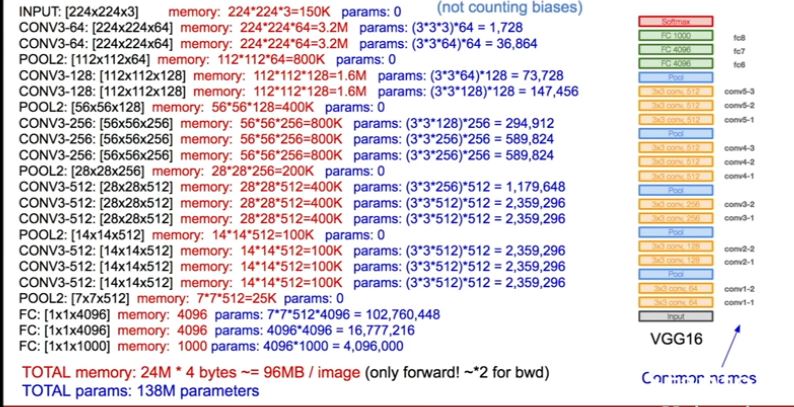 (not counting biases)
INPUT: [224x224x3] memory: 224*224*3=150K params: 0
CONV3-64: [224x224x64] memory: 224*224*64=3.2M params: (3*3*3)*64 = 1,728
CONV3-64: [224x224x64] memory: 224*224*64=3.2M params: (3*3*64)*64 = 36,864
POOL2: [112x112x64] memory: 112*112*64=800K params: 0
CONV3-128: [112x112x128] memory: 112*112*128=1.6M params: (3*3*64)*128 = 73,728
CONV3-128: [112x112x128] memory: 112*112*128=1.6M params: (3*3*128)*128 = 147,456
POOL2: [56x56x128] memory: 56*56*128=400K params: 0
CONV3-256: [56x56x256] memory: 56*56*256=800K params: (3*3*128)*256 = 294,912
CONV3-256: [56x56x256] memory: 56*56*256=800K params: (3*3*256)*256 = 589,824
CONV3-256: [56x56x256] memory: 56*56*256=800K params: (3*3*256)*256 = 589,824
POOL2: [28x28x256] memory: 28*28*256=200K params: 0
CONV3-512: [28x28x512] memory: 28*28*512=400K params: (3*3*256)*512 = 1,179,648
CONV3-512: [28x28x512] memory: 28*28*512=400K params: (3*3*512)*512 = 2,359,296
CONV3-512: [28x28x512] memory: 28*28*512=400K params: (3*3*512)*512 = 2,359,296
POOL2: [14x14x512] memory: 14*14*512=100K params: 0
CONV3-512: [14x14x512] memory: 14*14*512=100K params: (3*3*512)*512 = 2,359,296
CONV3-512: [14x14x512] memory: 14*14*512=100K params: (3*3*512)*512 = 2,359,296
CONV3-512: [14x14x512] memory: 14*14*512=100K params: (3*3*512)*512 = 2,359,296
POOL2: [7x7x512] memory: 7*7*512=25K params: 0
FC: [1x1x4096] memory: 4096 params: 7*7*512*4096 = 102,760,448
FC: [1x1x4096] memory: 4096 params: 4096*4096 = 16,777,216
FC: [1x1x1000] memory: 1000 params: 4096*1000 = 4,096,000
TOTAL memory: 24M * 4 bytes ~= 96MB / image (only forward! ~*2 for bwd)
TOTAL params: 138M parameters
Softmax
FC 1000 fc8
FC 4096 fc7
FC 4096 fc6
Pool
3x3 conv, 512 conv5-3
3x3 conv, 512 conv5-2
3x3 conv, 512 conv5-1
Pool
3x3 conv, 512 conv4-3
3x3 conv, 512 conv4-2
3x3 conv, 512 conv4-1
Pool
3x3 conv, 256 conv3-2
3x3 conv, 256 conv3-1
Pool
3x3 conv, 128 conv2-2
3x3 conv, 128 conv2-1
Pool
3x3 conv, 64 conv1-2
3x3 conv, 64 conv1-1
Input
VGG16
Common names